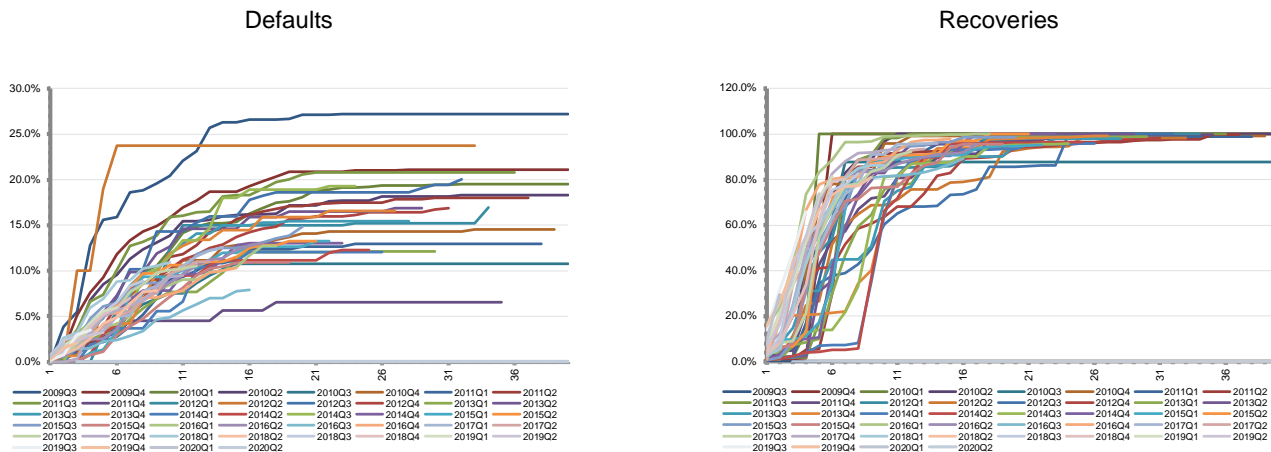 Defaults
30.0%
25.0%
20.0%
15.0%
10.0%
5.0%
0.0%
1 6 11 16 21 26 31 36
2009Q3 2009Q4 2010Q1 2010Q2 2010Q3 2010Q4 2011Q1 2011Q2
2011Q3 2011Q4 2012Q1 2012Q2 2012Q3 2012Q4 2013Q1 2013Q2
2013Q3 2013Q4 2014Q1 2014Q2 2014Q3 2014Q4 2015Q1 2015Q2
2015Q3 2015Q4 2016Q1 2016Q2 2016Q3 2016Q4 2017Q1 2017Q2
2017Q3 2017Q4 2018Q1 2018Q2 2018Q3 2018Q4 2019Q1 2019Q2
2019Q3 2019Q4 2020Q1 2020Q2
Recoveries
120.0%
100.0%
80.0%
60.0%
40.0%
20.0%
0.0%
1 6 11 16 21 26 31 36
2009Q3 2009Q4 2010Q1 2010Q2 2010Q3 2010Q4 2011Q1 2011Q2
2011Q3 2011Q4 2012Q1 2012Q2 2012Q3 2012Q4 2013Q1 2013Q2
2013Q3 2013Q4 2014Q1 2014Q2 2014Q3 2014Q4 2015Q1 2015Q2
2015Q3 2015Q4 2016Q1 2016Q2 2016Q3 2016Q4 2017Q1 2017Q2
2017Q3 2017Q4 2018Q1 2018Q2 2018Q3 2018Q4 2019Q1 2019Q2
2019Q3 2019Q4 2020Q1 2020Q2